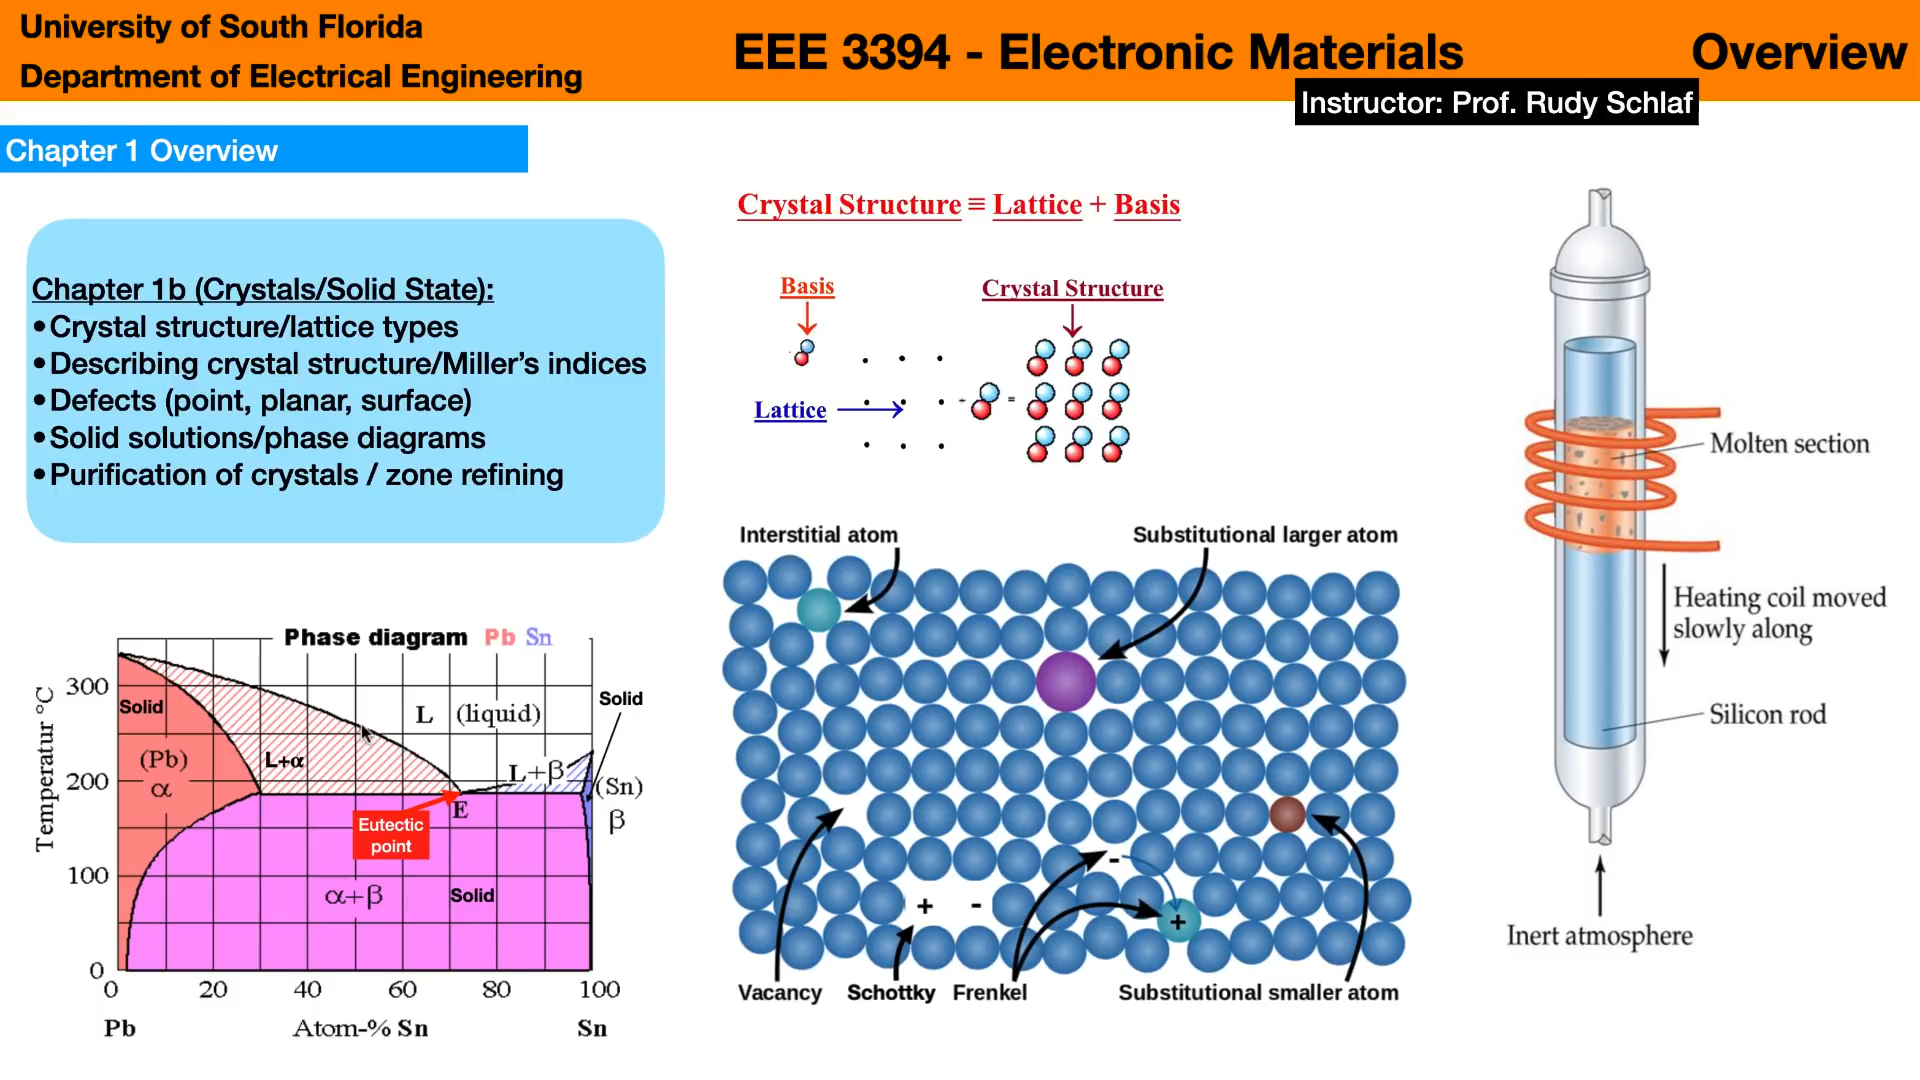 University of South Florida
Department of Electrical Engineering
EEE 3394 - Electronic Materials
Overview
Instructor: Prof. Rudy Schlaf
Chapter 1 Overview
Chapter 1b (Crystals/Solid State):
•Crystal structure/lattice types
•Describing crystal structure/Miller’s indices
•Defects (point, planar, surface)
•Solid solutions/phase diagrams
•Purification of crystals / zone refining
Crystal Structure ≡ Lattice + Basis
Basis
Crystal Structure
Lattice
+
=
Interstitial atom
Substitutional larger atom
+ -
-
+
Vacancy
Schottky
Frenkel
Substitutional smaller atom
Molten section
Heating coil moved
slowly along
Silicon rod
Inert atmosphere
Phase diagram Pb Sn
Temperatur °C
300
200
100
0
Solid
(Pb)
α
L+α
L (liquid)
L+β
Solid
(Sn)
β
E
Eutectic
point
α+β
Solid
0 20 40 60 80 100
Pb
Atom-% Sn
Sn